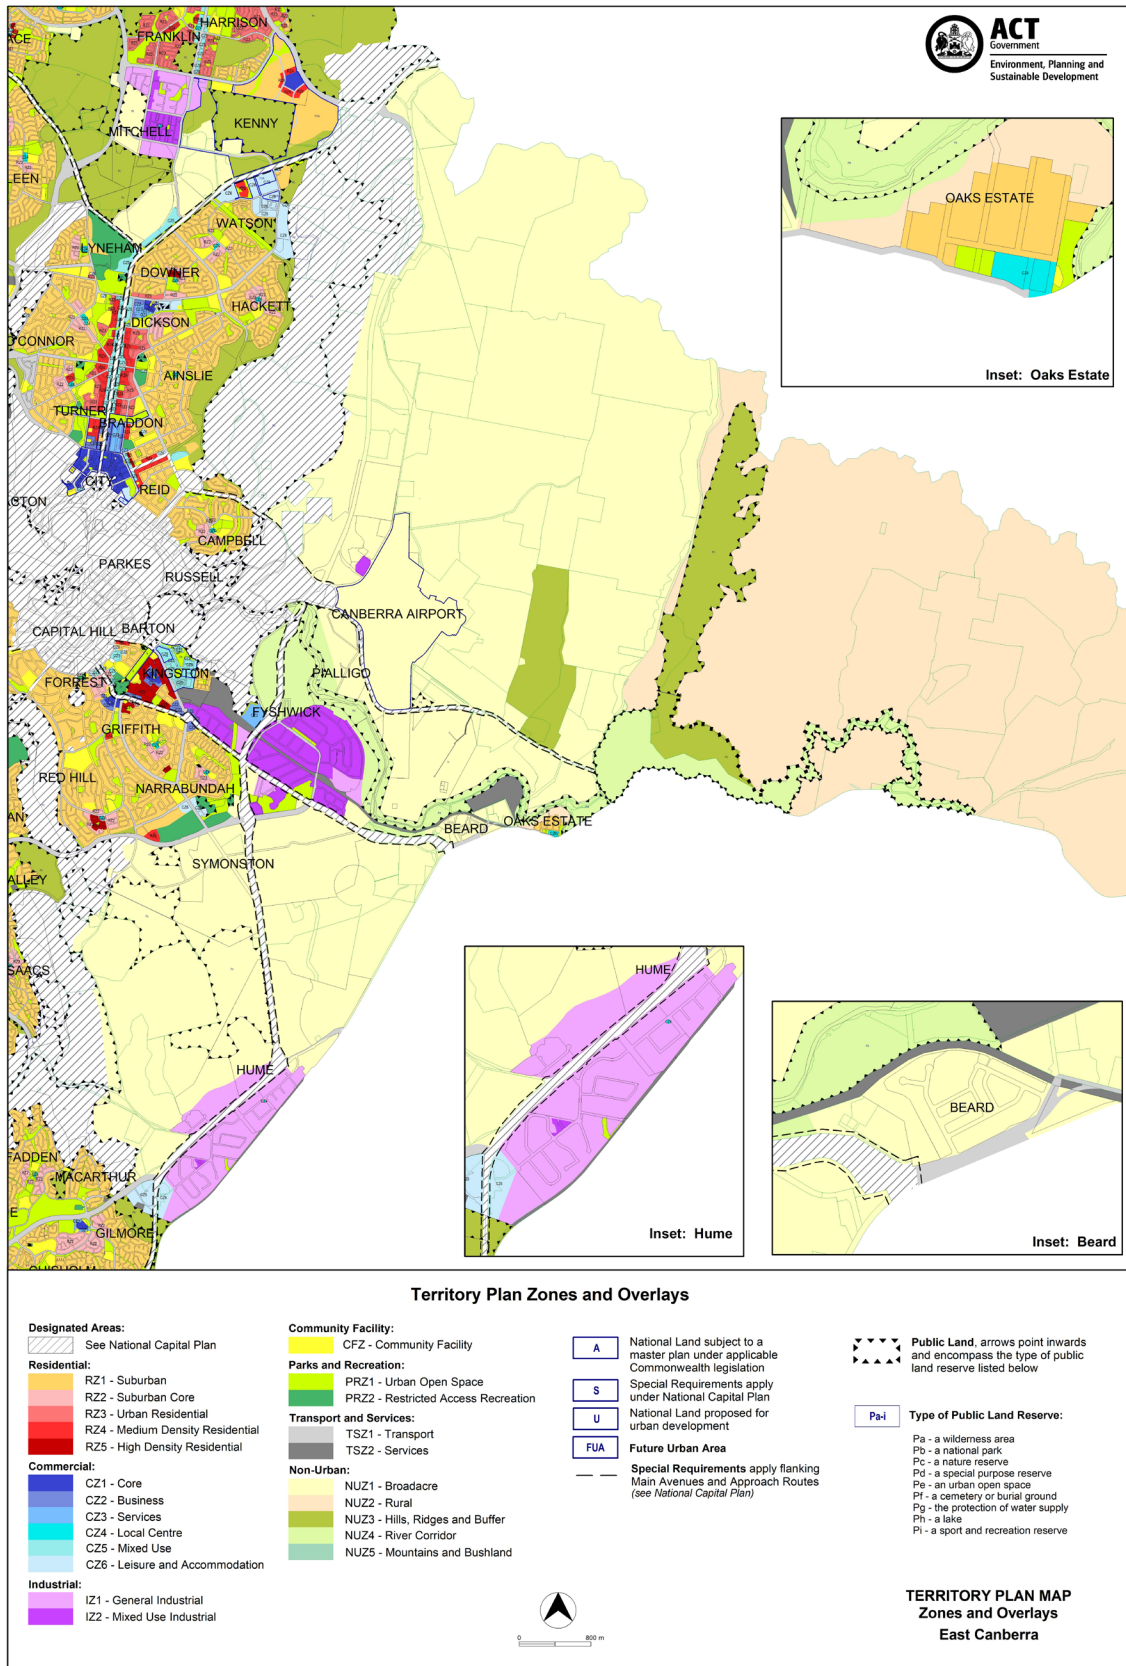 ACT
Government
Environment, Planning and
Sustainable Development
HARRISON
FRANKLIN
ACE
MITCHELL
KENNY
LEEN
WATSON
LYNEHAM
DOWNER
HACKETT
DICKSON
O'CONNOR
AINSLIE
TURNER
BRADDON
CITY
REID
ACTON
CAMPBELL
PARKES
RUSSELL
CANBERRA AIRPORT
CAPITAL HILL
BARTON
PIALLIGO
KINGSTON
FORREST
FYSHWICK
GRIFFITH
RED HILL
NARRABUNDAH
AN
OAKS ESTATE
BEARD
SYMONSTON
ALLEY
SAACS
HUME
FADDEN
MACARTHUR
E
GILMORE
CHISHOLM
OAKS ESTATE
CZ4
Inset: Oaks Estate
HUME
CZ6
Inset: Hume
BEARD
Inset: Beard
Territory Plan Zones and Overlays
Designated Areas:
See National Capital Plan
Residential:
RZ1 - Suburban
RZ2 - Suburban Core
RZ3 - Urban Residential
RZ4 - Medium Density Residential
RZ5 - High Density Residential
Commercial:
CZ1 - Core
CZ2 - Business
CZ3 - Services
CZ4 - Local Centre
CZ5 - Mixed Use
CZ6 - Leisure and Accommodation
Industrial:
IZ1 - General Industrial
IZ2 - Mixed Use Industrial
Community Facility:
CFZ - Community Facility
Parks and Recreation:
PRZ1 - Urban Open Space
PRZ2 - Restricted Access Recreation
Transport and Services:
TSZ1 - Transport
TSZ2 - Services
Non-Urban:
NUZ1 - Broadacre
NUZ2 - Rural
NUZ3 - Hills, Ridges and Buffer
NUZ4 - River Corridor
NUZ5 - Mountains and Bushland
A
National Land subject to a
master plan under applicable
Commonwealth legislation
S
Special Requirements apply
under National Capital Plan
U
National Land proposed for
urban development
FUA
Future Urban Area
Special Requirements apply flanking
Main Avenues and Approach Routes
(see National Capital Plan)
Public Land, arrows point inwards
and encompass the type of public
land reserve listed below
Pa-i
Type of Public Land Reserve:
Pa - a wilderness area
Pb - a national park
Pc - a nature reserve
Pd - a special purpose reserve
Pe - an urban open space
Pf - a cemetery or burial ground
Pg - the protection of water supply
Ph - a lake
Pi - a sport and recreation reserve
0
800 m
TERRITORY PLAN MAP
Zones and Overlays
East Canberra